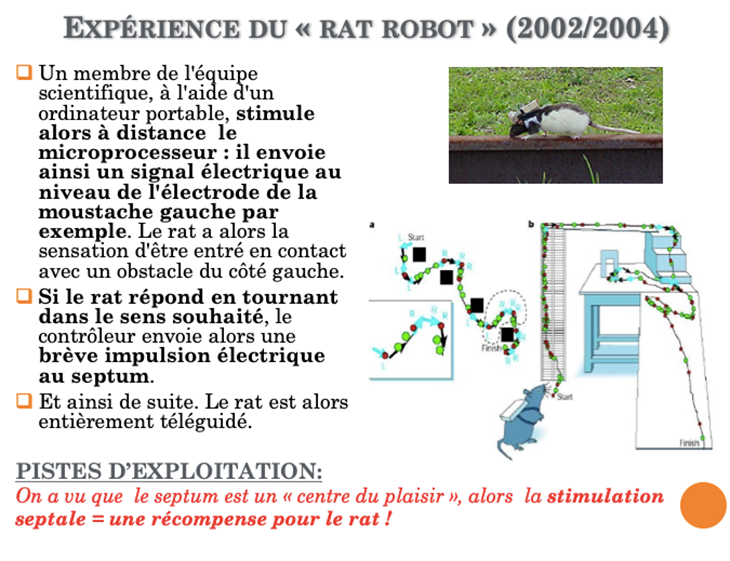 EXPÉRIENCE DU « RAT ROBOT » (2002/2004)
Un membre de l'équipe
scientifique, à l'aide d'un
ordinateur portable, stimule
alors à distance le
microprocesseur : il envoie
ainsi un signal électrique au
niveau de l'électrode de la
moustache gauche par
exemple. Le rat a alors la
sensation d'être entré en contact
avec un obstacle du côté gauche.
Si le rat répond en tournant
dans le sens souhaité, le
contrôleur envoie alors une
brève impulsion électrique
au septum.
Et ainsi de suite. Le rat est alors
entièrement téléguidé.
a
Start
Finish
b
Start
Finish
PISTES D'EXPLOITATION:
On a vu que le septum est un « centre du plaisir », alors la stimulation
septale = une récompense pour le rat !